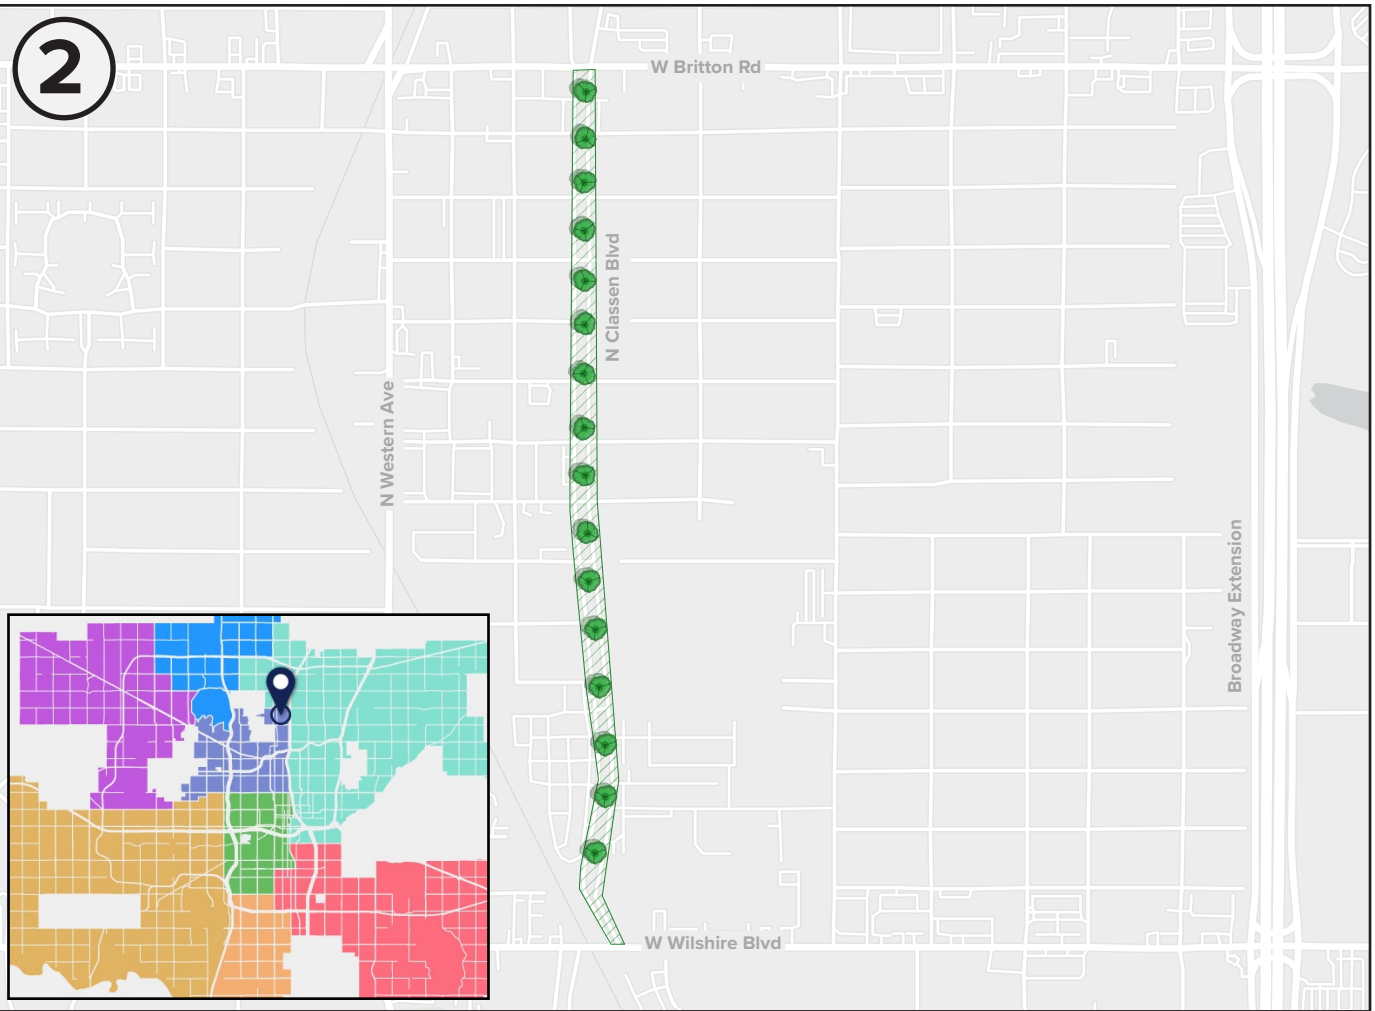 2
W Britton Rd
N Classen Blvd
N Western Ave
Broadway Extension
W Wilshire Blvd